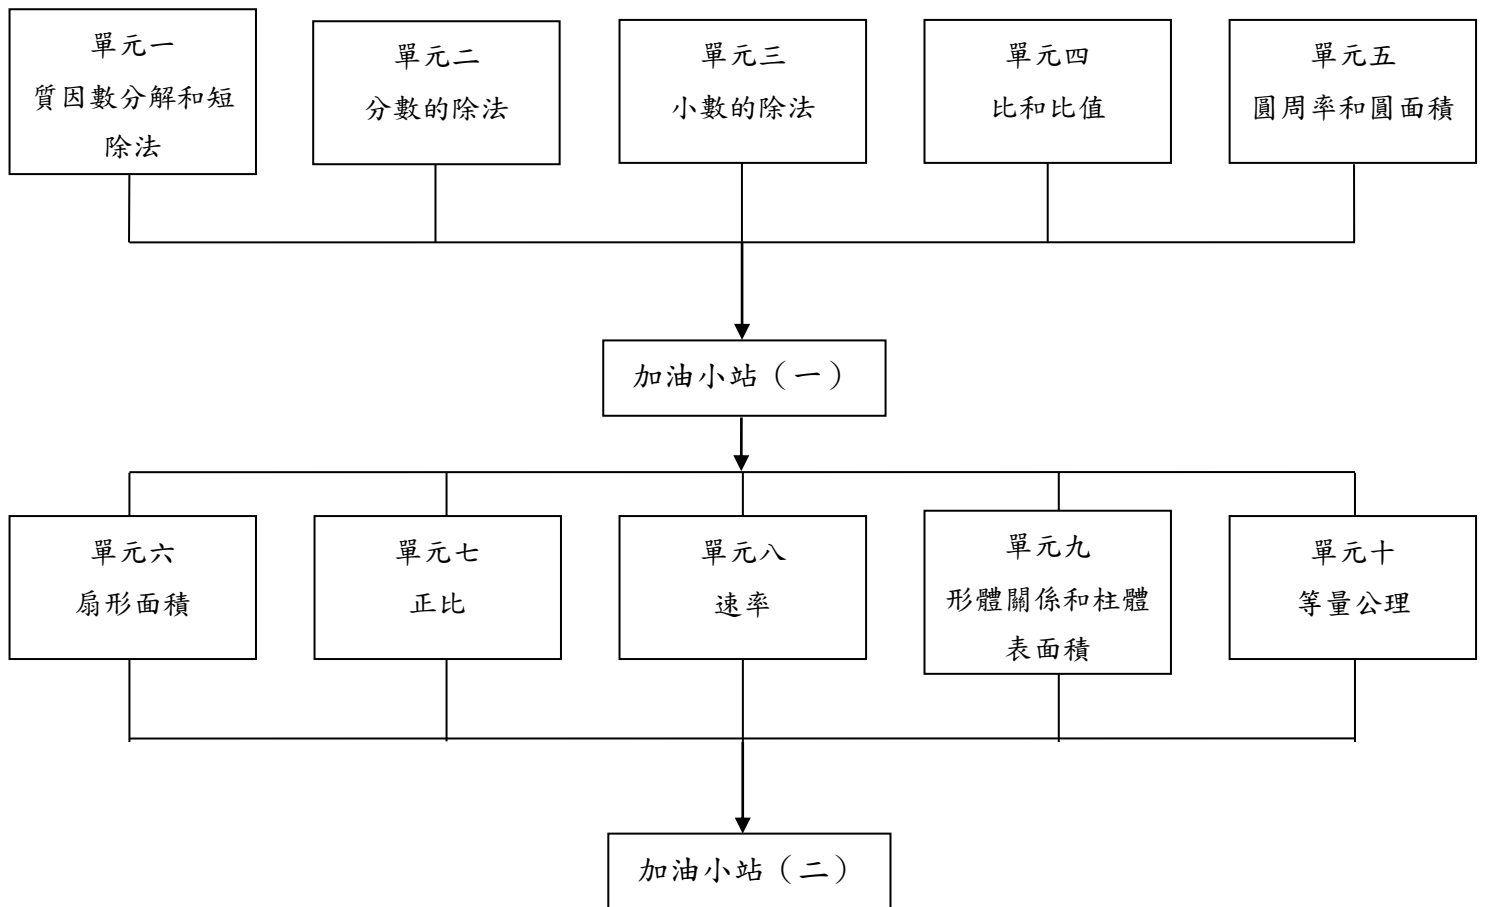 單元一
質因數分解和短
除法
單元二
分數的除法
單元三
小數的除法
單元四
比和比值
單元五
圓周率和圓面積
加油小站（一）
單元六
扇形面積
單元七
正比
單元八
速率
單元九
形體關係和柱體
表面積
單元十
等量公理
加油小站（二）